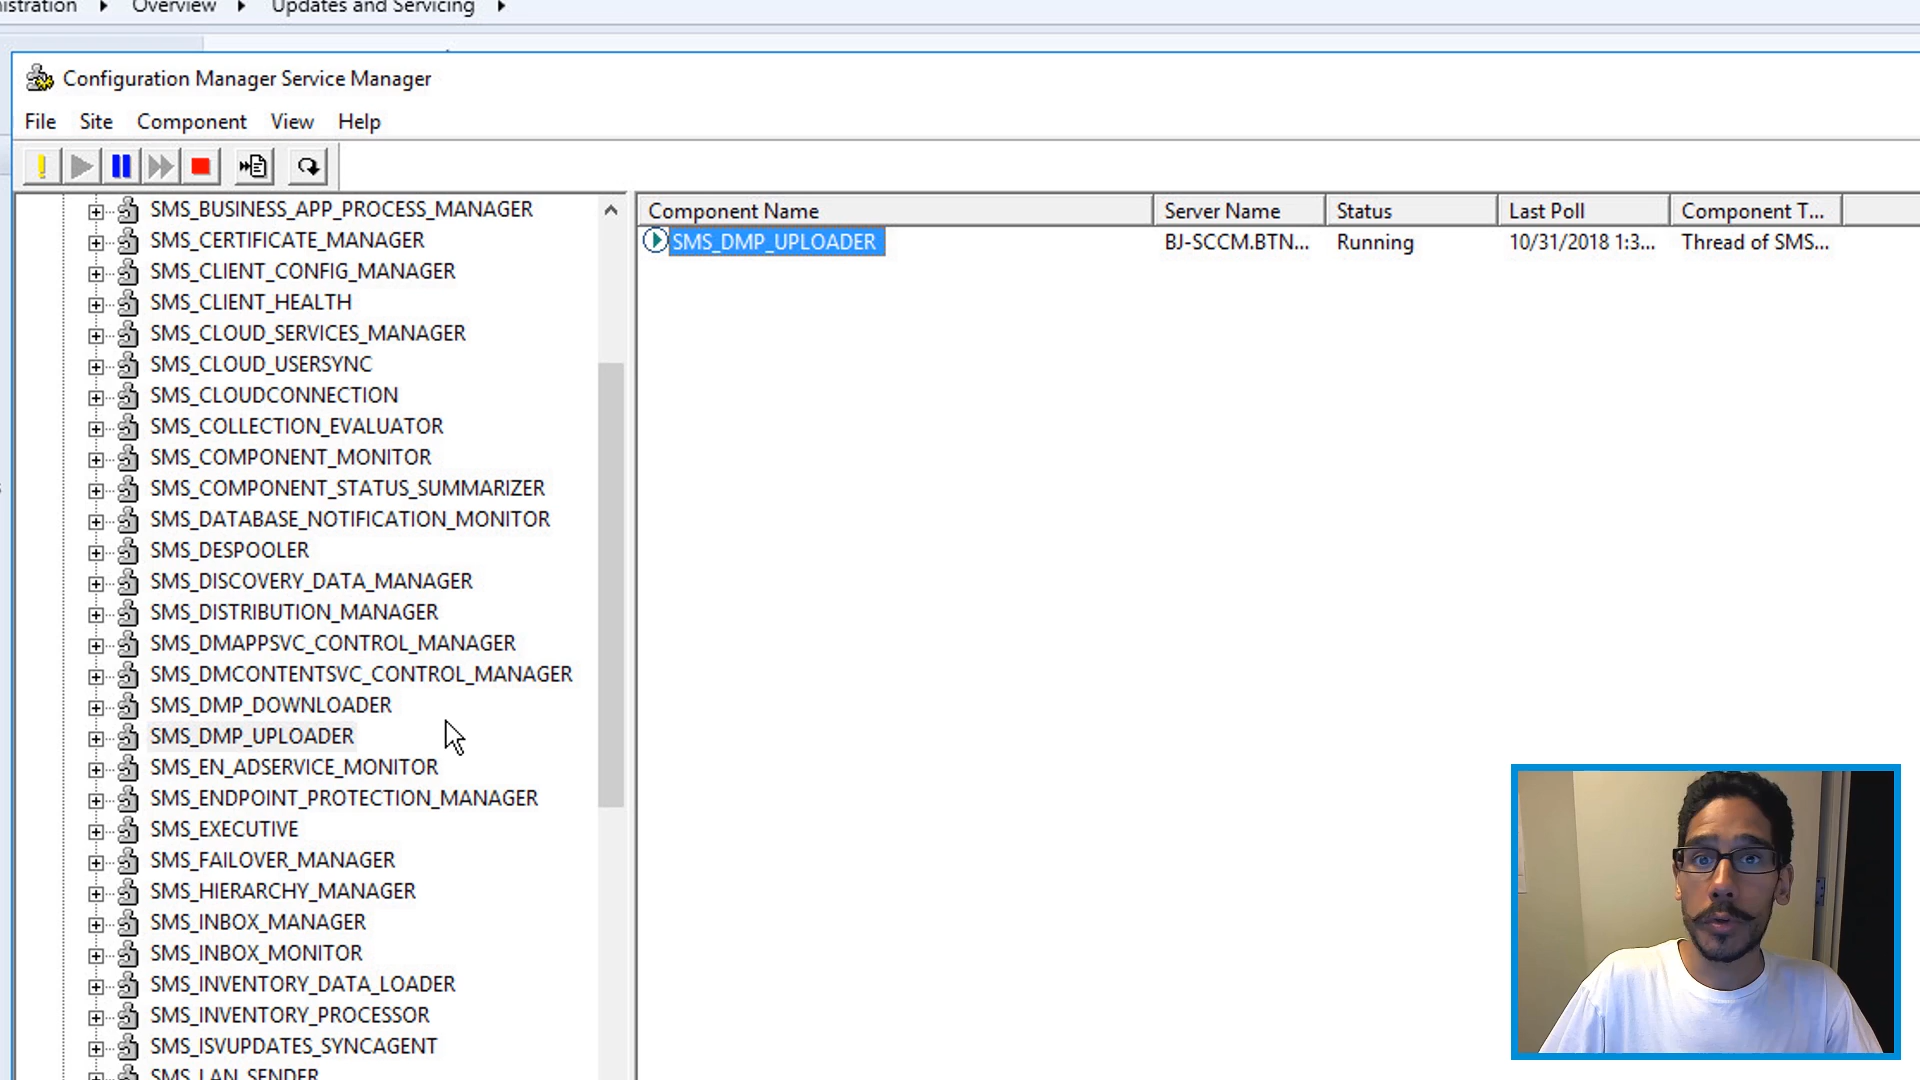 Overview
Updates and Servicing
Configuration Manager Service Manager
File Site Component View Help
SMS_BUSINESS_APP_PROCESS_MANAGER
SMS_CERTIFICATE_MANAGER
SMS_CLIENT_CONFIG_MANAGER
SMS_CLIENT_HEALTH
SMS_CLOUD_SERVICES_MANAGER
SMS_CLOUD_USERSYNC
SMS_CLOUDCONNECTION
SMS_COLLECTION_EVALUATOR
SMS_COMPONENT_MONITOR
SMS_COMPONENT_STATUS_SUMMARIZER
SMS_DATABASE_NOTIFICATION_MONITOR
SMS_DESPOOLER
SMS_DISCOVERY_DATA_MANAGER
SMS_DISTRIBUTION_MANAGER
SMS_DMAPPSVC_CONTROL_MANAGER
SMS_DMCONTENTSVC_CONTROL_MANAGER
SMS_DMP_DOWNLOADER
SMS_DMP_UPLOADER
SMS_EN_ADSERVICE_MONITOR
SMS_ENDPOINT_PROTECTION_MANAGER
SMS_EXECUTIVE
SMS_FAILOVER_MANAGER
SMS_HIERARCHY_MANAGER
SMS_INBOX_MANAGER
SMS_INBOX_MONITOR
SMS_INVENTORY_DATA_LOADER
SMS_INVENTORY_PROCESSOR
SMS_ISVUPDATES_SYNCAGENT
SMS_LAN_SENDER
Component Name Server Name Status Last Poll Component T...
SMS_DMP_UPLOADER BJ-SCCM.BTN... Running 10/31/2018 1:3... Thread of SMS...